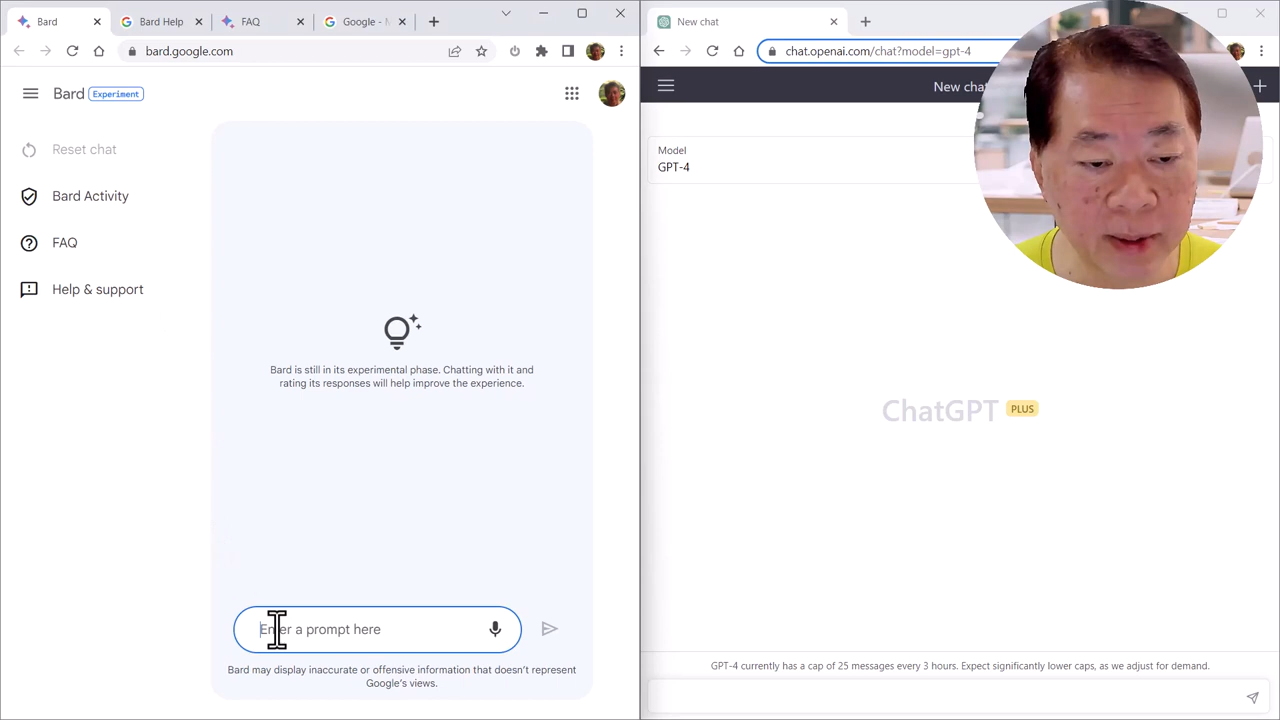 Bard
Bard Help
FAQ
Google - M
New chat
bard.google.com
chat.openai.com/chat?model=gpt-4
Bard
Experiment
New chat
Reset chat
Model
GPT-4
Bard Activity
FAQ
Help & support
Bard is still in its experimental phase. Chatting with it and
rating its responses will help improve the experience.
ChatGPT PLUS
Enter a prompt here
Bard may display inaccurate or offensive information that doesn't represent
Google's views.
GPT-4 currently has a cap of 25 messages every 3 hours. Expect significantly lower caps, as we adjust for demand.